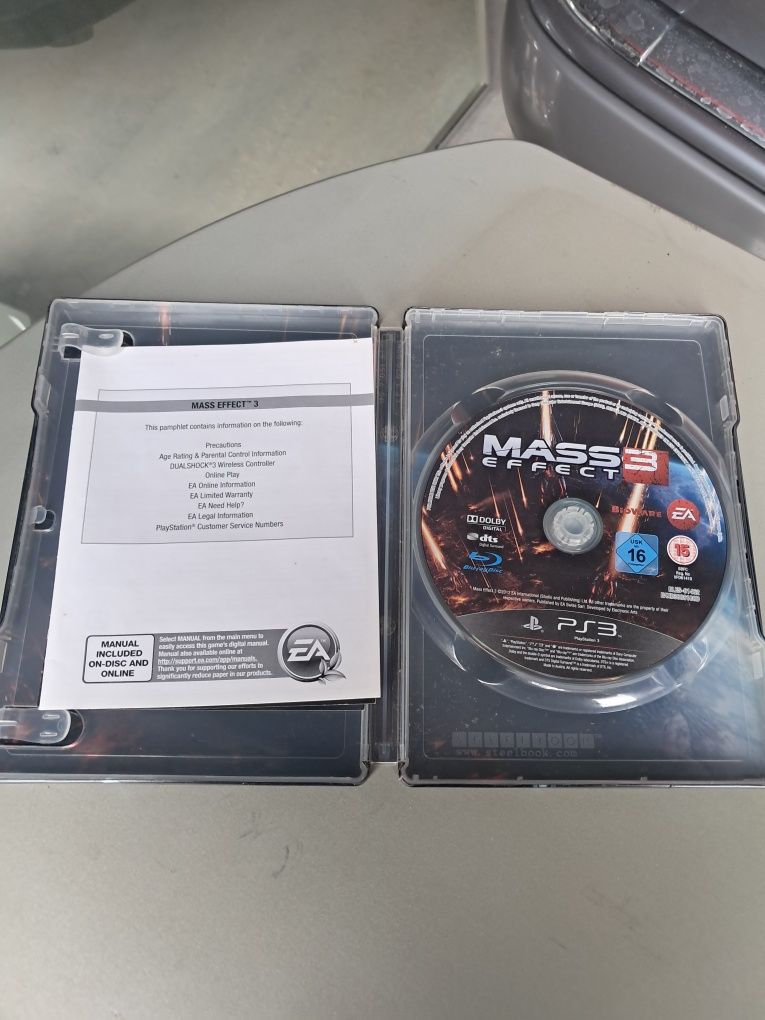 MASS EFFECT™ 3
This pamphlet contains information on the following:
Precautions
Age Rating & Parental Control Information
DUALSHOCK®3 Wireless Controller
Online Play
EA Online Information
EA Limited Warranty
EA Need Help?
EA Legal Information
PlayStation® Customer Service Numbers
MANUAL
INCLUDED
ON-DISC AND
ONLINE
Select MANUAL from the main menu to
easily access this game's digital manual.
Manual also available online at
http://support.ea.com/app/manuals.
Thank you for supporting our efforts to
significantly reduce paper in our products.
EA
MASS
EFFECT 3
BIOWARE
EA
DOLBY
DIGITAL
dts
Digital Surround
Blu-ray Disc
USK
16
15
BBFC
PS3
PlayStation 3
STEELBOOK™
www.steelbook.com